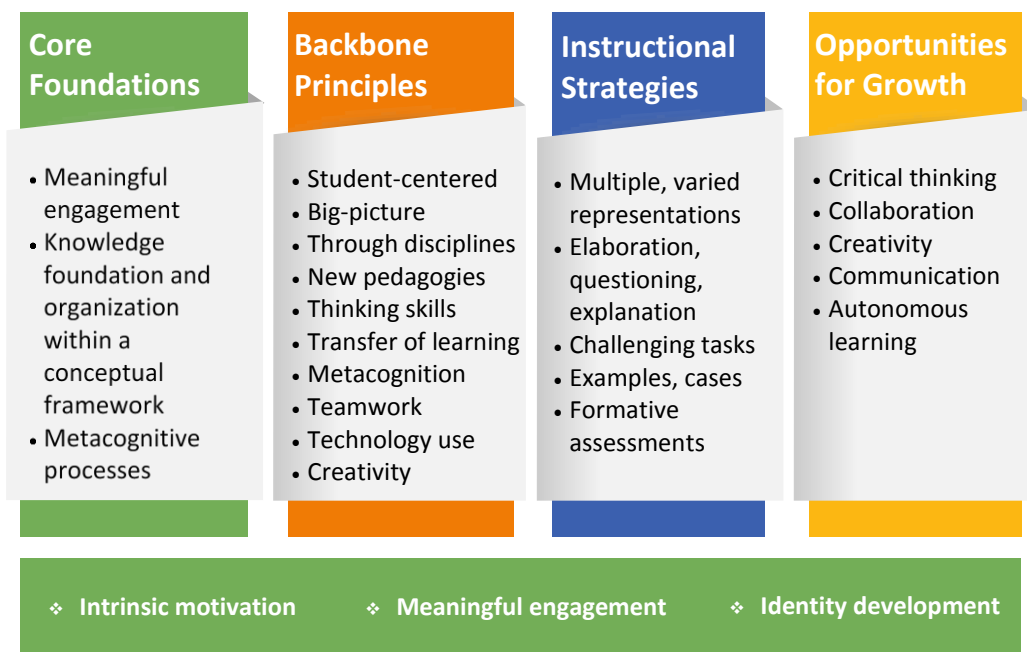 Core
Foundations
• Meaningful
engagement
• Knowledge
foundation and
organization
within a
conceptual
framework
• Metacognitive
processes
Backbone
Principles
• Student-centered
• Big-picture
• Through disciplines
• New pedagogies
• Thinking skills
• Transfer of learning
• Metacognition
• Teamwork
• Technology use
• Creativity
Instructional
Strategies
• Multiple, varied
representations
• Elaboration,
questioning,
explanation
• Challenging tasks
• Examples, cases
• Formative
assessments
Opportunities
for Growth
• Critical thinking
• Collaboration
• Creativity
• Communication
• Autonomous
learning
❖ Intrinsic motivation ❖ Meaningful engagement ❖ Identity development